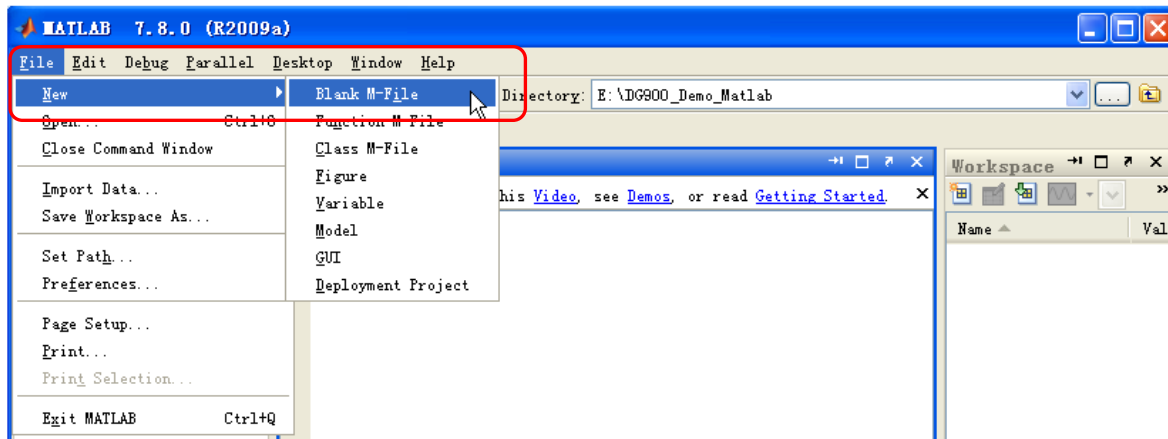 MATLAB 7.8.0 (R2009a)
File Edit Debug Parallel Desktop Window Help
New Blank M-File Directory: E:\DG900_Demo_Matlab ...
Open... Ctrl+O Function M-File
Close Command Window Class M-File
Workspace
Figure
Import Data... his Video, see Demos, or read Getting Started.
Variable
Save Workspace As...
Model Name Val
Set Path... GUI
Preferences... Deployment Project
Page Setup...
Print...
Print Selection...
Exit MATLAB Ctrl+Q